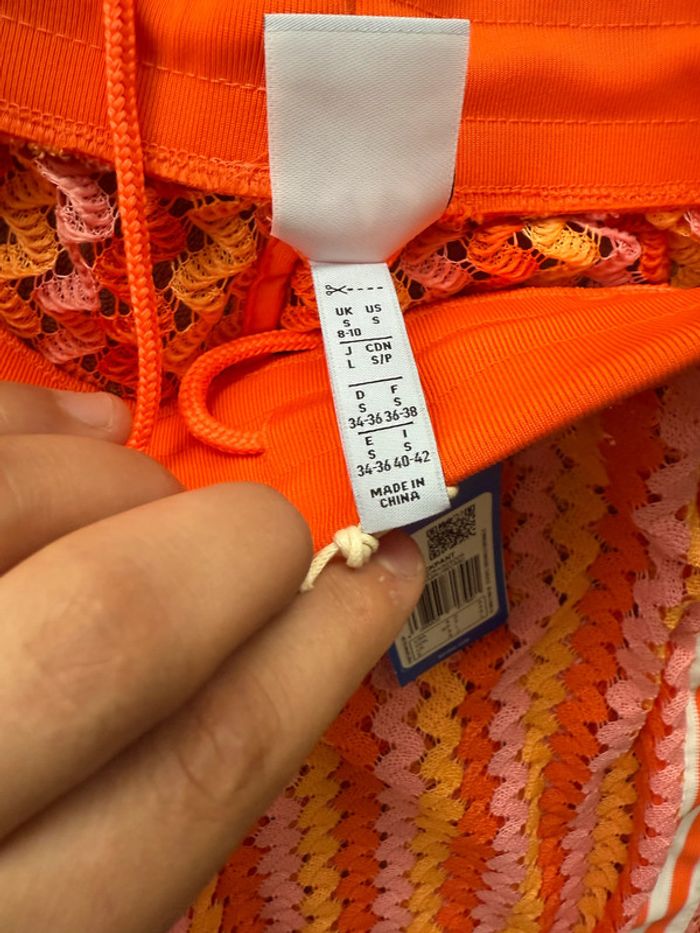 UK US
S S
8-10
J CDN
L S/P
D F
S S
34-36 36-38
E I
S S
34-36 40-42
MADE IN
CHINA